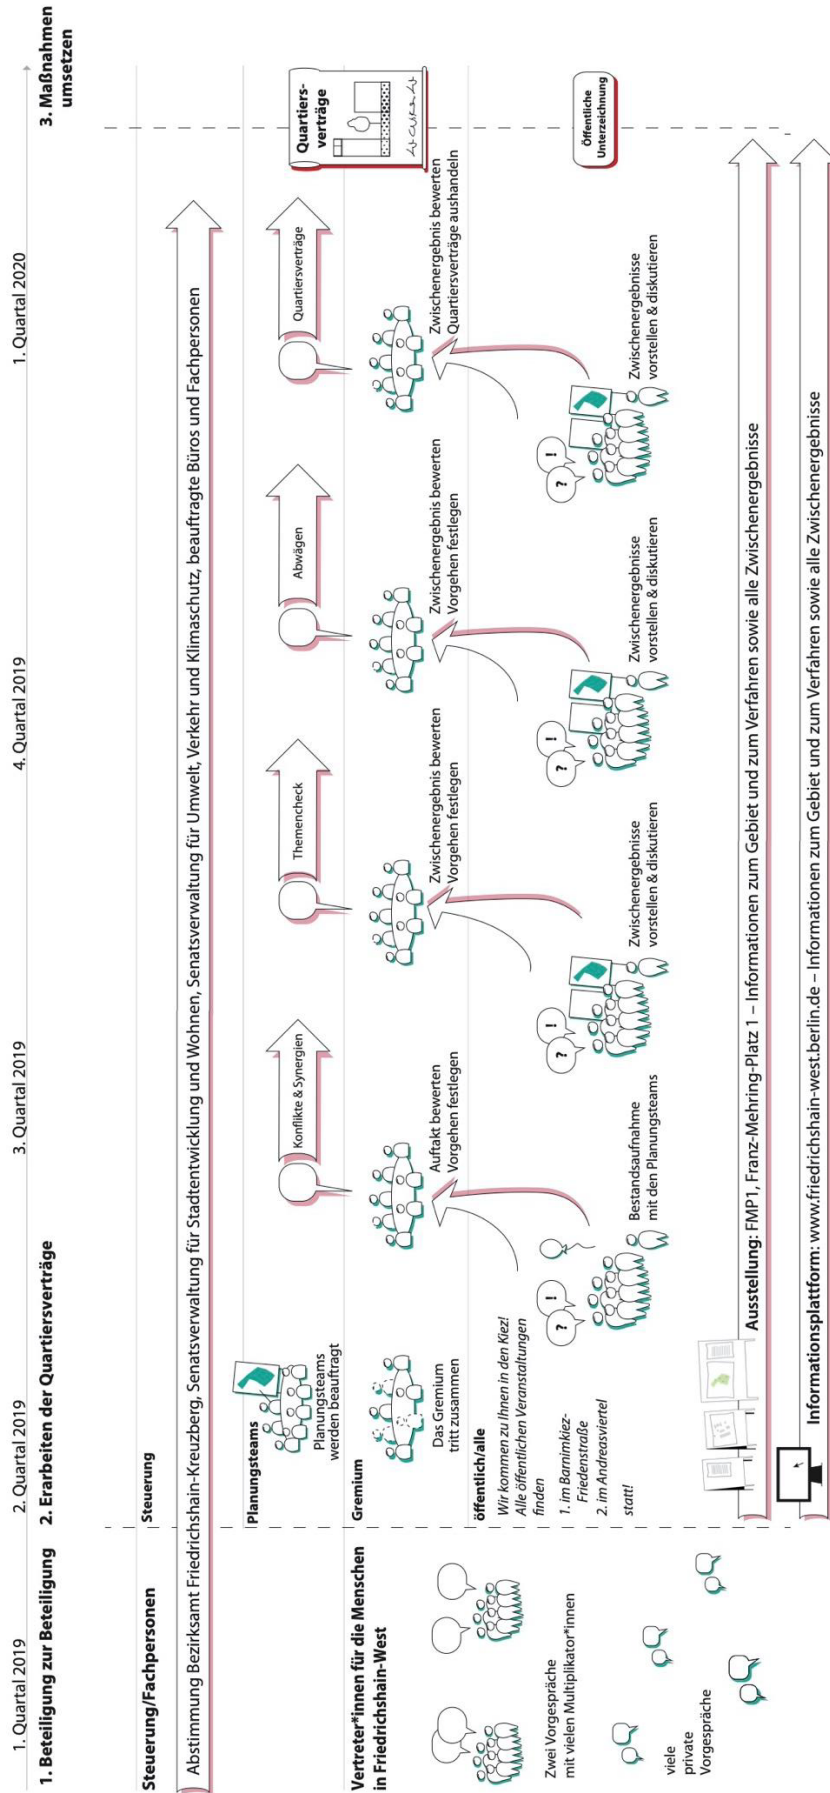 1. Quartal 2019
2. Quartal 2019
3. Quartal 2019
4. Quartal 2019
1. Quartal 2020
1. Beteiligung zur Beteiligung
2. Erarbeiten der Quartiersverträge
3. Maßnahmen
umsetzen
Steuerung/Fachpersonen
Steuerung
Abstimmung Bezirksamt Friedrichshain-Kreuzberg, Senatsverwaltung für Stadtentwicklung und Wohnen, Senatsverwaltung für Umwelt, Verkehr und Klimaschutz, beauftragte Büros und Fachpersonen
Planungsteams
Planungsteams
werden beauftragt
Konflikte & Synergien
Themencheck
Abwägen
Quartiersverträge
Quartiers-
verträge
Vertreter*innen für die Menschen
in Friedrichshain-West
Gremium
Das Gremium
tritt zusammen
Auftakt bewerten
Vorgehen festlegen
Zwischenergebnis bewerten
Vorgehen festlegen
Zwischenergebnis bewerten
Vorgehen festlegen
Zwischenergebnis bewerten
Quartiersverträge aushandeln
Zwei Vorgespräche
mit vielen Multiplikator*innen
viele
private
Vorgespräche
öffentlich/alle
Wir kommen zu Ihnen in den Kiez!
Alle öffentlichen Veranstaltungen
finden
1. im Barnimkiez-
Friedenstraße
2. im Andreasviertel
statt!
? !
Bestandsaufnahme
mit den Planungsteams
? !
Zwischenergebnisse
vorstellen & diskutieren
? !
Zwischenergebnisse
vorstellen & diskutieren
? !
Zwischenergebnisse
vorstellen & diskutieren
Öffentliche
Unterzeichnung
Ausstellung: FMP1, Franz-Mehring-Platz 1 – Informationen zum Gebiet und zum Verfahren sowie alle Zwischenergebnisse
Informationsplattform: www.friedrichshain-west.berlin.de – Informationen zum Gebiet und zum Verfahren sowie alle Zwischenergebnisse